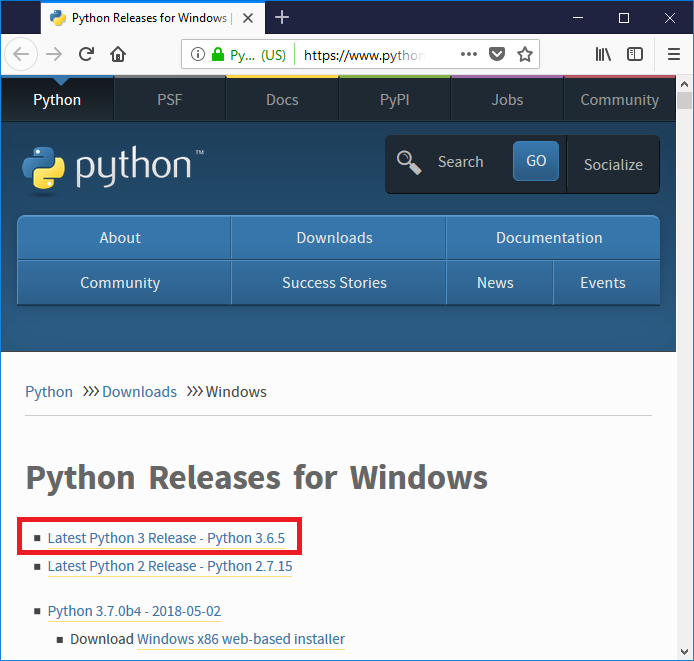 Python Releases for Windows |
Py... (US) https://www.python
Python PSF Docs PyPI Jobs Community
python™
Search GO Socialize
About Downloads Documentation
Community Success Stories News Events
Python Downloads Windows
Python Releases for Windows
Latest Python 3 Release - Python 3.6.5
Latest Python 2 Release - Python 2.7.15
Python 3.7.0b4 - 2018-05-02
Download Windows x86 web-based installer